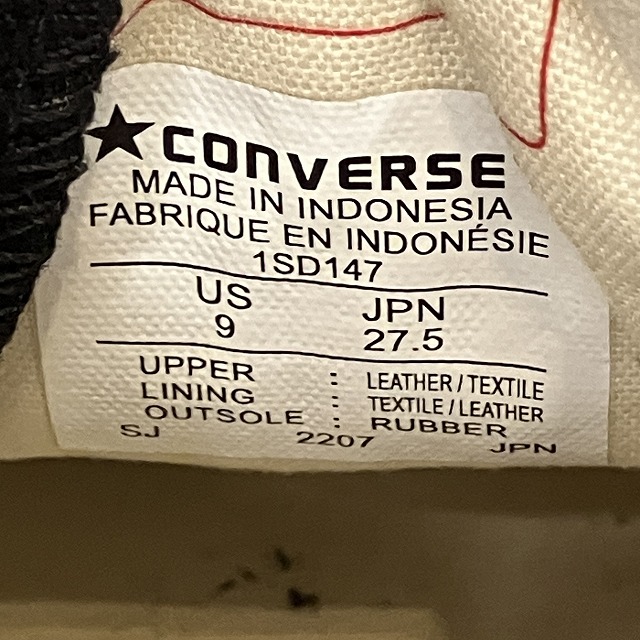 ★CONVERSE
MADE IN INDONESIA
FABRIQUE EN INDONÉSIE
1SD147
US JPN
9 27.5
UPPER : LEATHER / TEXTILE
LINING : TEXTILE / LEATHER
OUTSOLE : RUBBER
SJ 2207 JPN